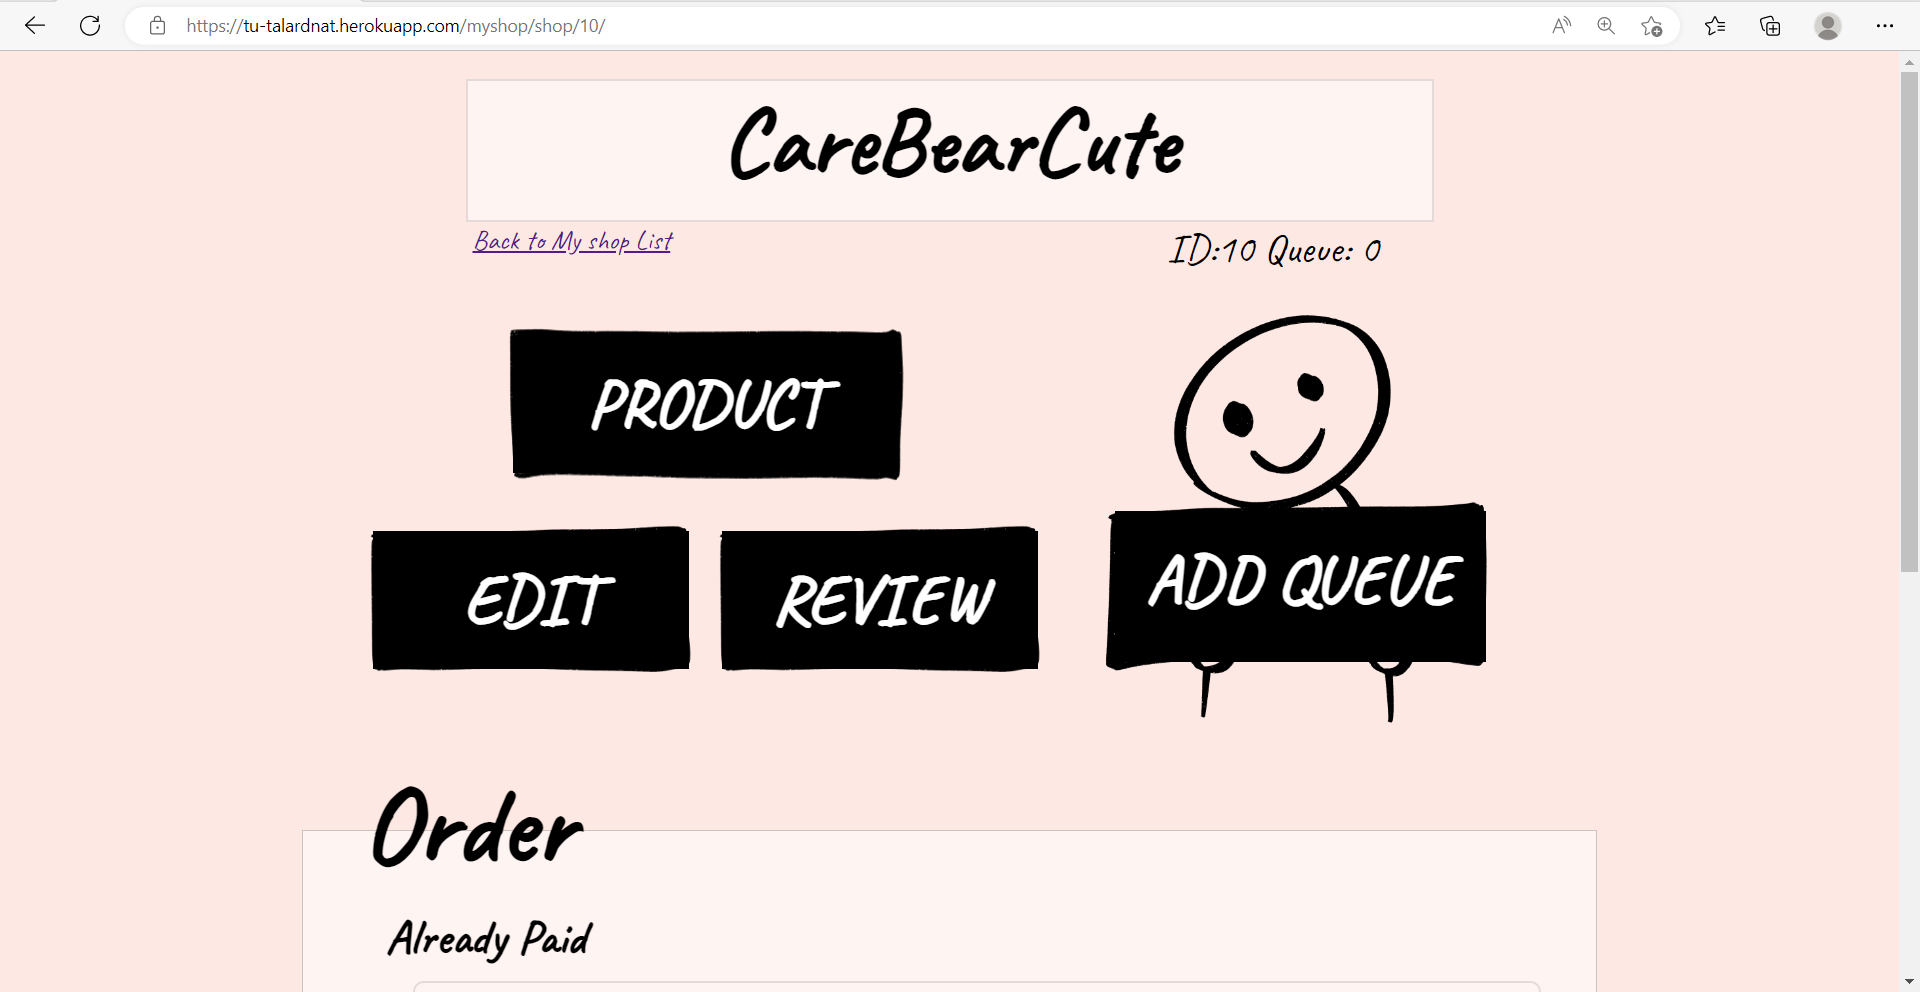 https://tu-talardnat.herokuapp.com/myshop/shop/10/
CareBearCute
Back to My shop List
ID:10 Queue: 0
PRODUCT
EDIT
REVIEW
ADD QUEUE
Order
Already Paid